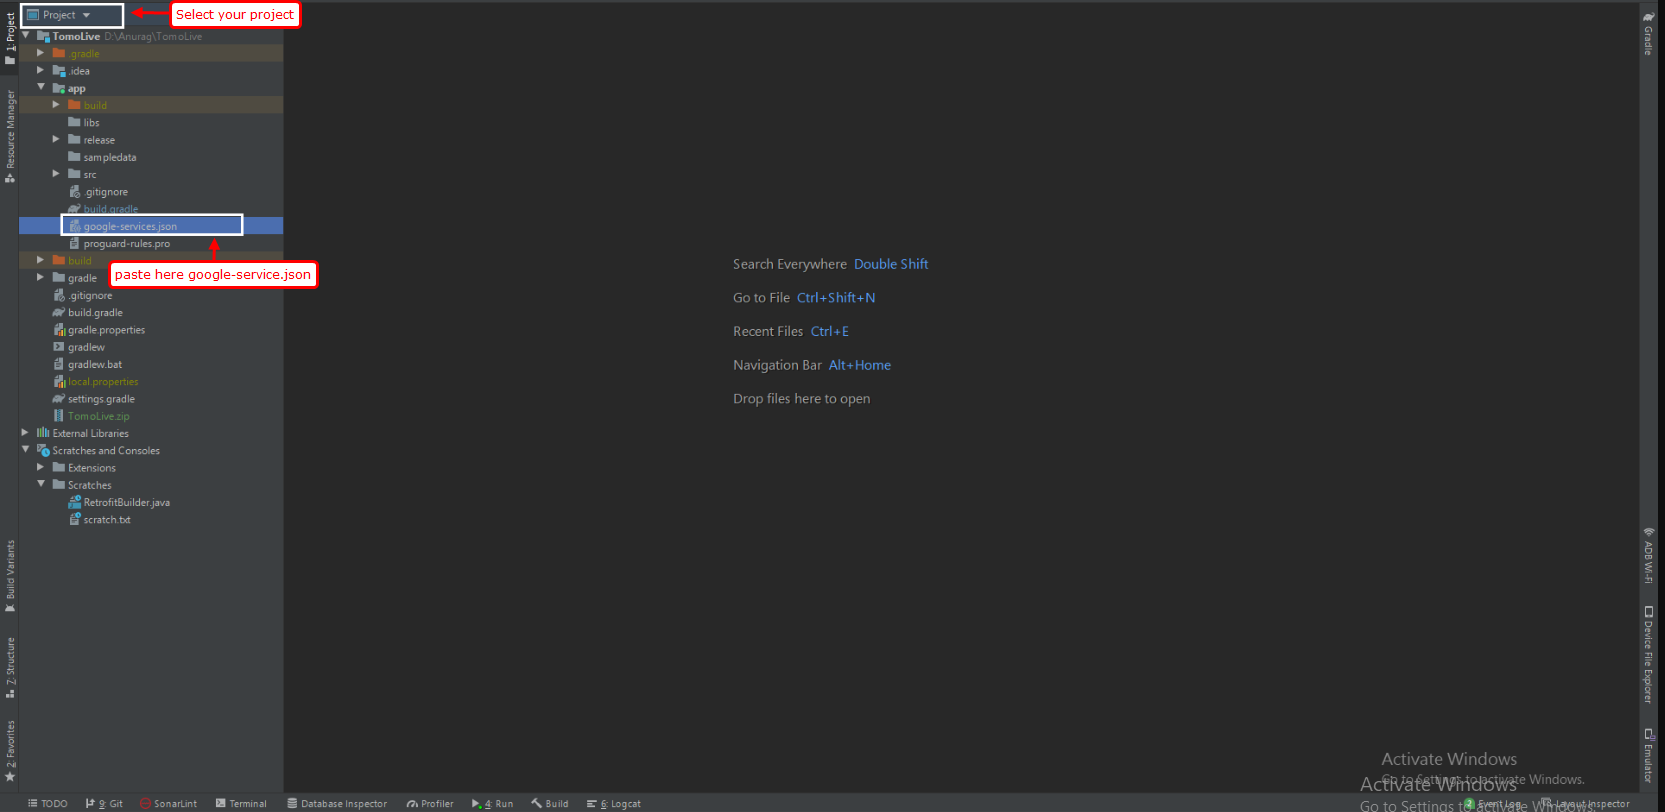 Project
Select your project
1: Project
TomoLive D:\Anurag\TomoLive
.gradle
.idea
app
build
libs
release
sampledata
src
.gitignore
build.gradle
google-services.json
proguard-rules.pro
build
paste here google-service.json
gradle
.gitignore
build.gradle
gradle.properties
gradlew
gradlew.bat
local.properties
settings.gradle
TomoLive.zip
External Libraries
Scratches and Consoles
Extensions
Scratches
RetrofitBuilder.java
scratch.txt
Resource Manager
Build Variants
7: Structure
2: Favorites
Search Everywhere Double Shift
Go to File Ctrl+Shift+N
Recent Files Ctrl+E
Navigation Bar Alt+Home
Drop files here to open
Gradle
ADB Wi-Fi
Device File Explorer
Emulator
Activate Windows
Go to Settings to activate Windows.
Activate Windows
Go to Settings to activate Windows.
TODO
9: Git
SonarLint
Terminal
Database Inspector
Profiler
4: Run
Build
6: Logcat
2 Event Log
Layout Inspector